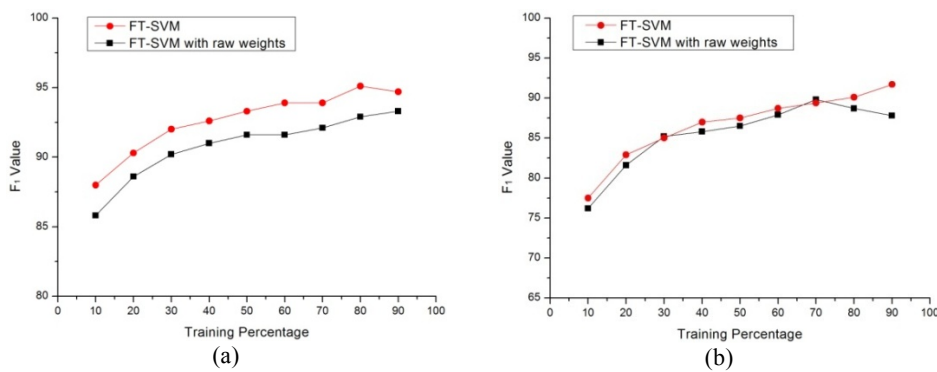 100
95
90
85
80
F₁ Value
FT-SVM
FT-SVM with raw weights
0 10 20 30 40 50 60 70 80 90 100
Training Percentage
(a)
100
95
90
85
80
75
70
65
F₁ Value
FT-SVM
FT-SVM with raw weights
0 10 20 30 40 50 60 70 80 90 100
Training Percentage
(b)